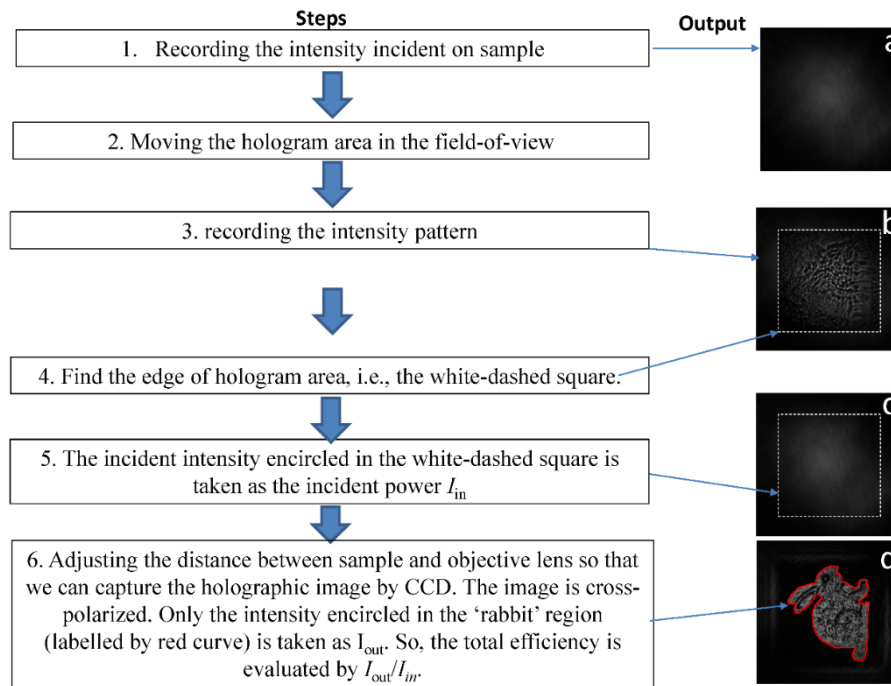 Steps
Output
1. Recording the intensity incident on sample
a
2. Moving the hologram area in the field-of-view
3. recording the intensity pattern
b
4. Find the edge of hologram area, i.e., the white-dashed square.
c
5. The incident intensity encircled in the white-dashed square is
taken as the incident power I_in
d
6. Adjusting the distance between sample and objective lens so that
we can capture the holographic image by CCD. The image is cross-
polarized. Only the intensity encircled in the ‘rabbit’ region
(labelled by red curve) is taken as I_out. So, the total efficiency is
evaluated by I_out/I_in.